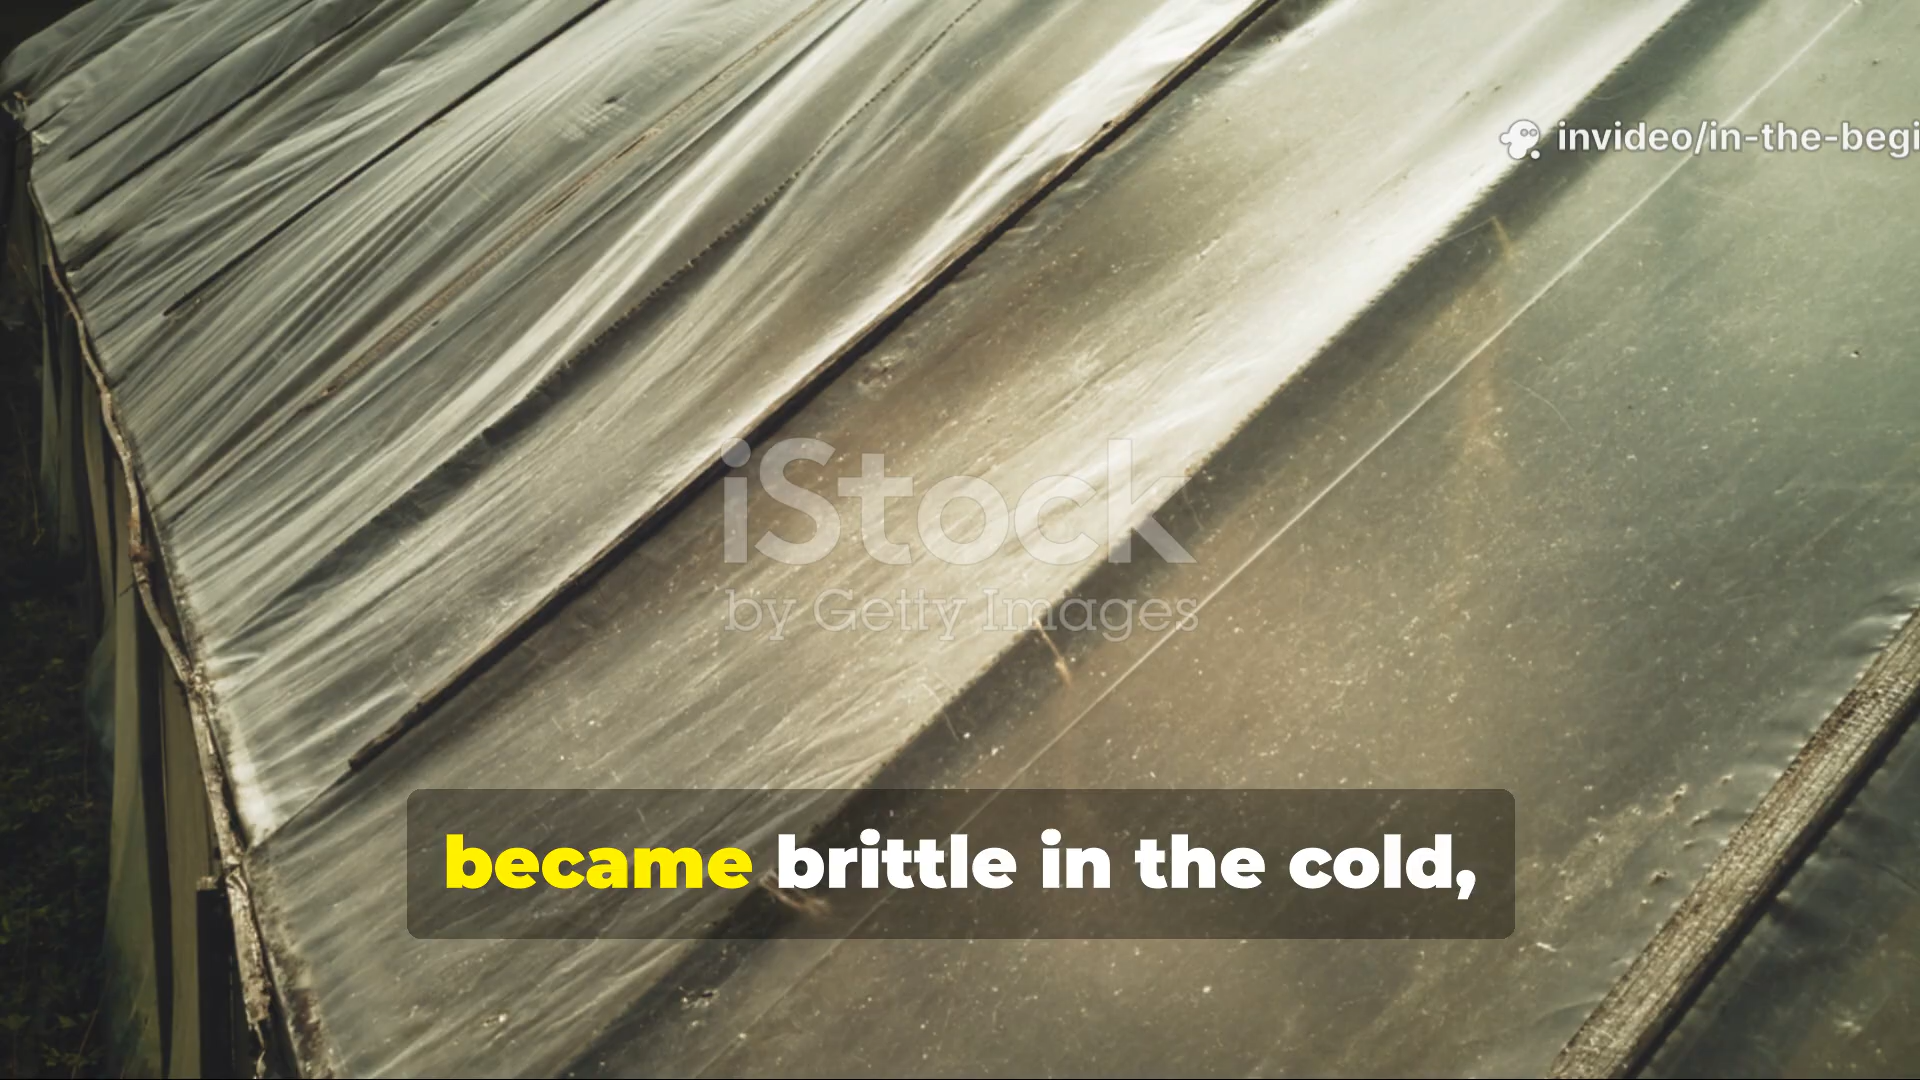 invideo/in-the-begi
iStock
by Getty Images
became brittle in the cold,